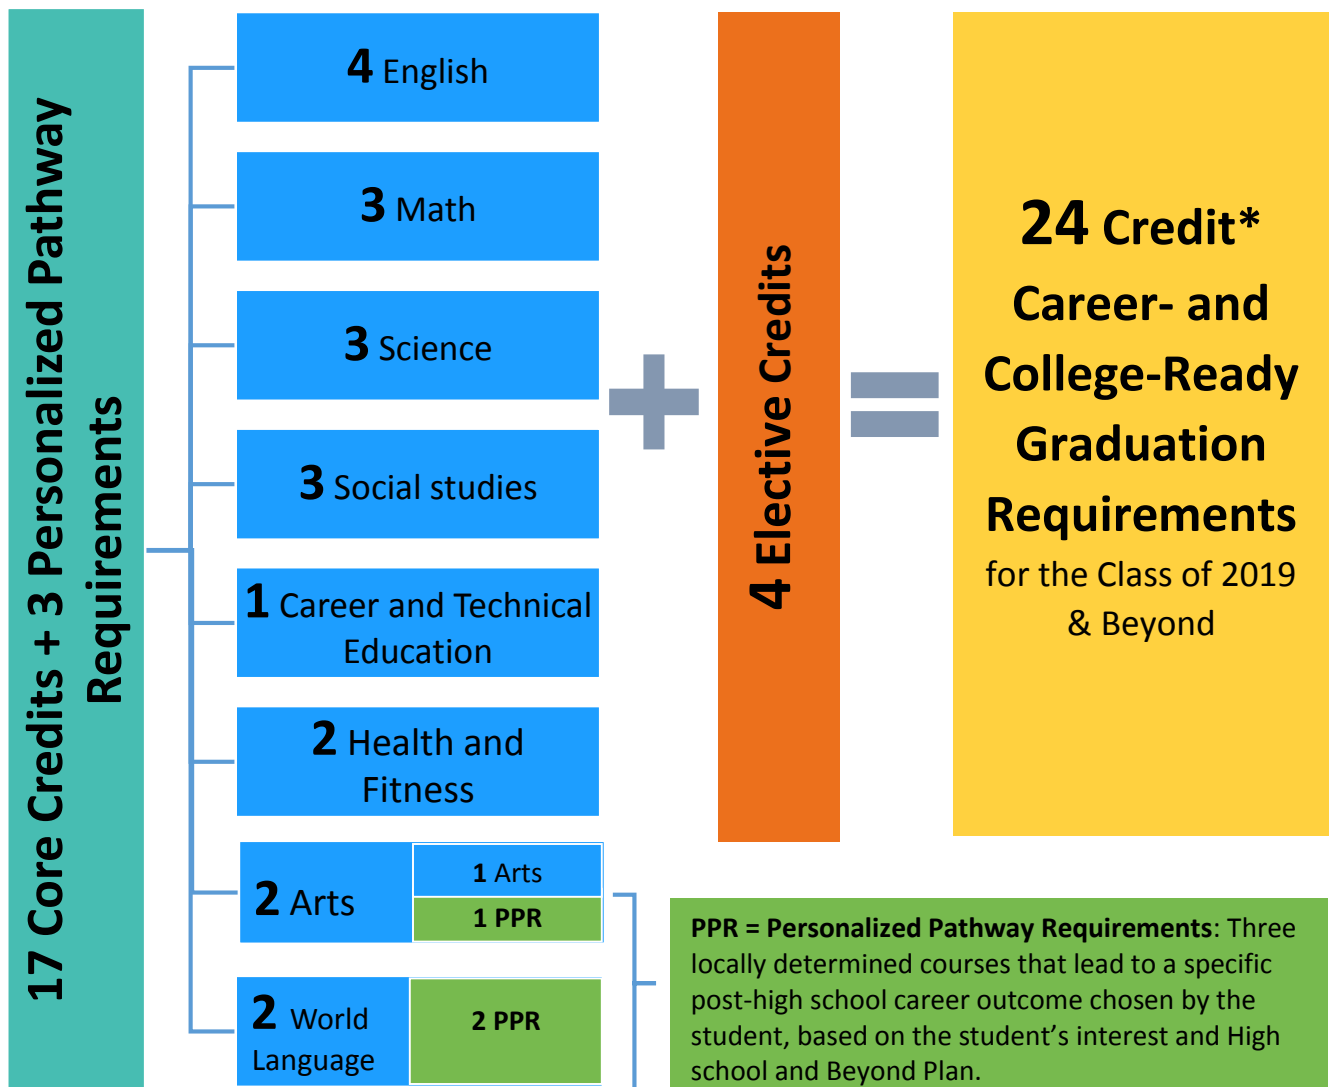 17 Core Credits + 3 Personalized Pathway
Requirements
4 English
3 Math
3 Science
3 Social studies
1 Career and Technical
Education
2 Health and
Fitness
2 Arts
1 Arts
1 PPR
2 World
Language
2 PPR
4 Elective Credits
24 Credit*
Career- and
College-Ready
Graduation
Requirements
for the Class of 2019
& Beyond
PPR = Personalized Pathway Requirements: Three
locally determined courses that lead to a specific
post-high school career outcome chosen by the
student, based on the student’s interest and High
school and Beyond Plan.